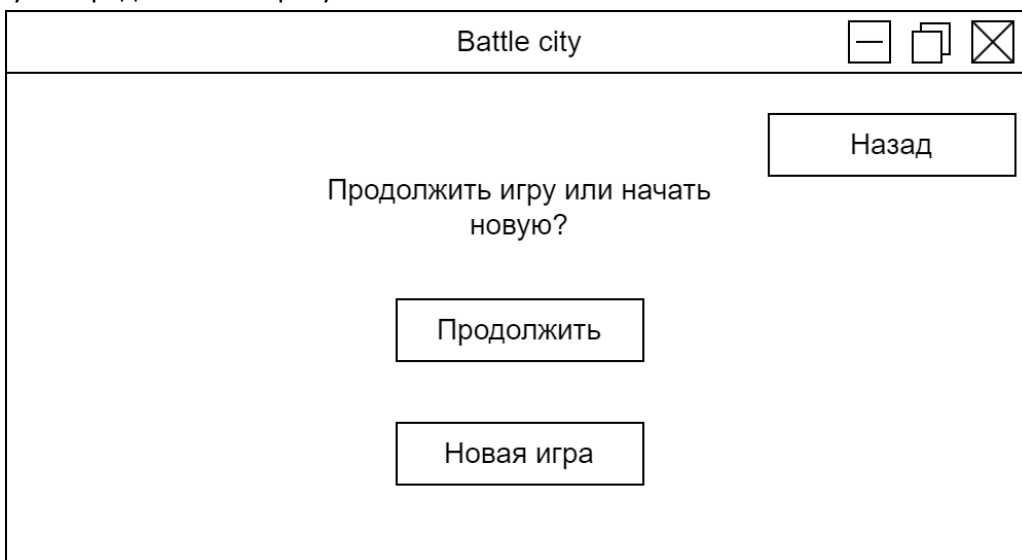 Battle city
Назад
Продолжить игру или начать
новую?
Продолжить
Новая игра